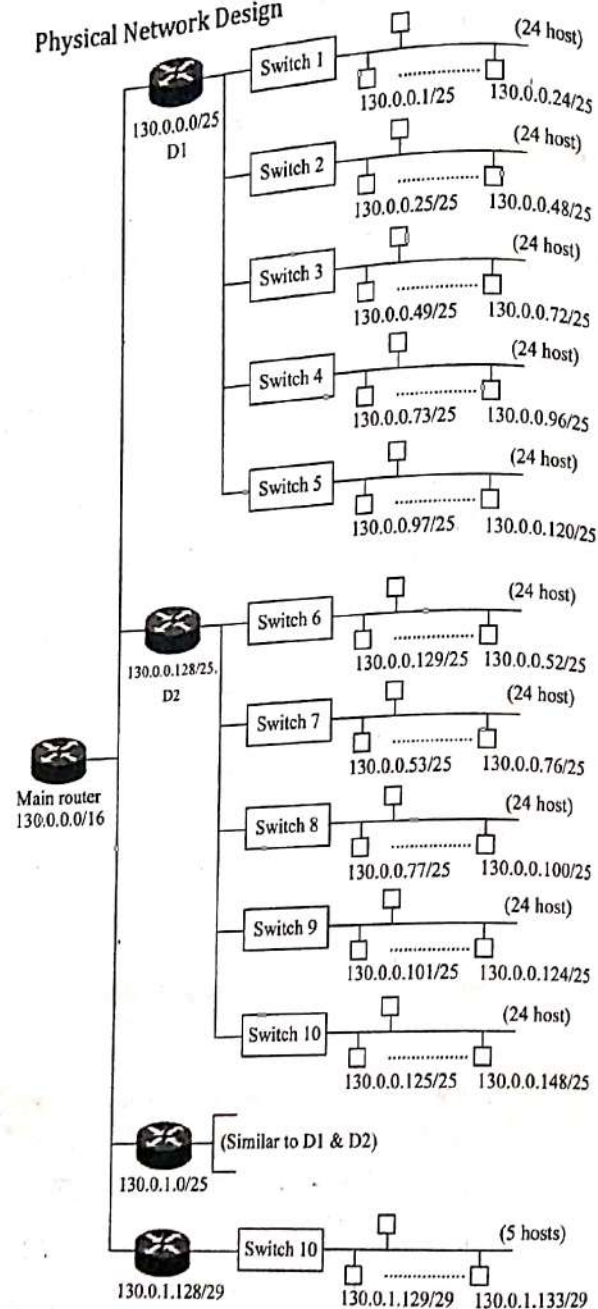 Physical Network Design
Switch 1
(24 host)
130.0.0.1/25
130.0.0.24/25
130.0.0.0/25
D1
Switch 2
(24 host)
130.0.0.25/25
130.0.0.48/25
Switch 3
(24 host)
130.0.0.49/25
130.0.0.72/25
Switch 4
(24 host)
130.0.0.73/25
130.0.0.96/25
Switch 5
(24 host)
130.0.0.97/25
130.0.0.120/25
Switch 6
(24 host)
130.0.0.129/25
130.0.0.52/25
130.0.0.128/25.
D2
Switch 7
(24 host)
130.0.0.53/25
130.0.0.76/25
Main router
130.0.0.0/16
Switch 8
(24 host)
130.0.0.77/25
130.0.0.100/25
Switch 9
(24 host)
130.0.0.101/25
130.0.0.124/25
Switch 10
(24 host)
130.0.0.125/25
130.0.0.148/25
(Similar to D1 & D2)
130.0.1.0/25
Switch 10
(5 hosts)
130.0.1.128/29
130.0.1.129/29
130.0.1.133/29